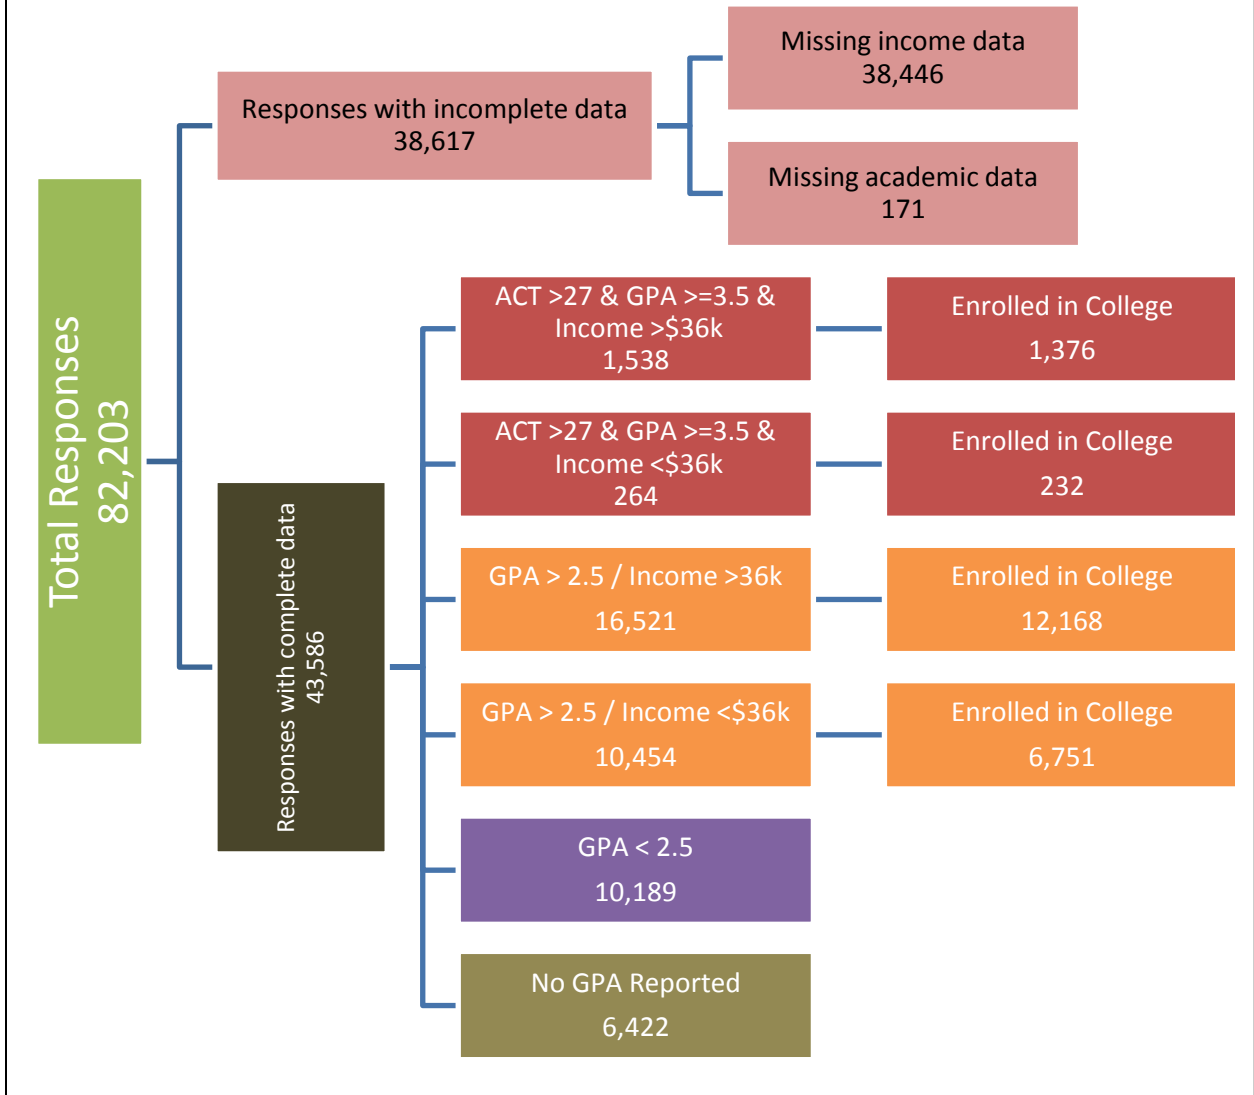 Total Responses
82,203
Responses with incomplete data
38,617
Missing income data
38,446
Missing academic data
171
Responses with complete data
43,586
ACT >27 & GPA >=3.5 &
Income >$36k
1,538
Enrolled in College
1,376
ACT >27 & GPA >=3.5 &
Income <$36k
264
Enrolled in College
232
GPA > 2.5 / Income >36k
16,521
Enrolled in College
12,168
GPA > 2.5 / Income <$36k
10,454
Enrolled in College
6,751
GPA < 2.5
10,189
No GPA Reported
6,422